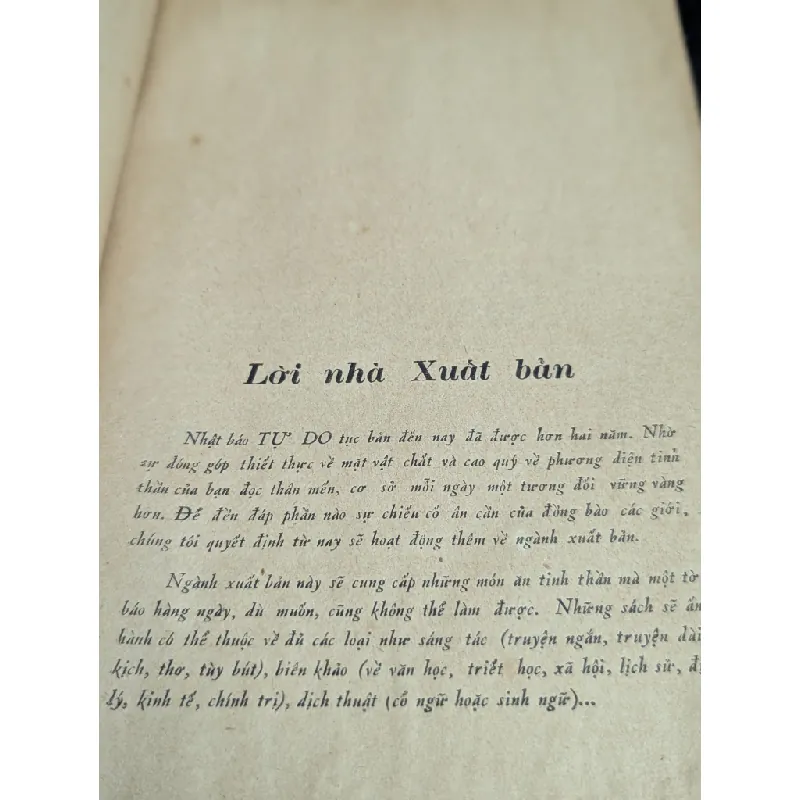 Lời nhà Xuất bản
Nhật báo TỰ DO tục bản đến nay đã được hơn hai năm. Nhờ
sự đóng góp thiết thực về mặt vật chất và cao quý về phương diện tinh
thần của bạn đọc thân mến, cơ sở mỗi ngày một tương đối vững vàng
hơn. Để đền đáp phần nào sự chiếu cố ân cần của đồng bào các giới,
chúng tôi quyết định từ nay sẽ hoạt động thêm về ngành xuất bản.
Ngành xuất bản này sẽ cung cấp những món ăn tinh thần mà một tờ
báo hàng ngày, dù muốn, cũng không thể làm được. Những sách sẽ ấn
hành có thể thuộc về đủ các loại như sáng tác (truyện ngắn, truyện dài
kịch, thơ, tùy bút), biên khảo (về văn học, triết học, xã hội, lịch sử, đị
lý, kinh tế, chính trị), dịch thuật (cổ ngữ hoặc sinh ngữ)...